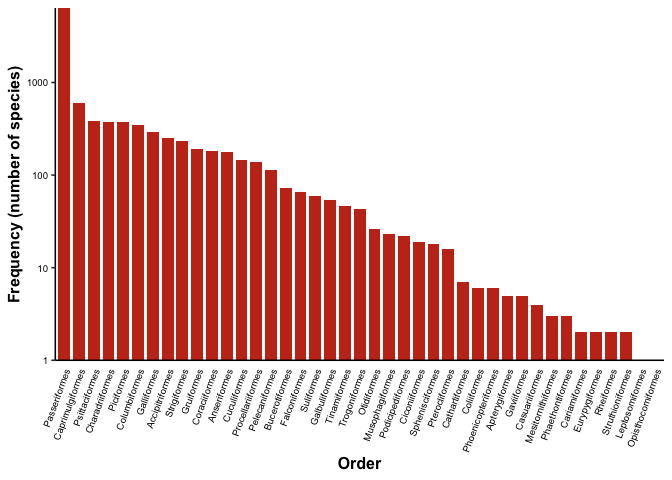 Frequency (number of species)
1000
100
10
1
Passeriformes
Caprimulgiformes
Psittaciformes
Charadriiformes
Piciformes
Columbiformes
Galliformes
Accipitriformes
Strigiformes
Gruiformes
Coraciiformes
Anseriformes
Cuculiformes
Procellariiformes
Pelecaniformes
Bucerotiformes
Falconiformes
Suliformes
Galbuliformes
Tinamiformes
Trogoniformes
Otidiformes
Musophagiformes
Podicipediformes
Ciconiiformes
Sphenisciformes
Pterocliformes
Cathartiformes
Coliiformes
Phoenicopteriformes
Apterygiformes
Gaviiformes
Casuariiformes
Mesitornithiformes
Phaethontiformes
Cariamiformes
Eurypygiformes
Rheiformes
Struthioniformes
Leptosomiformes
Opisthocomiformes
Order